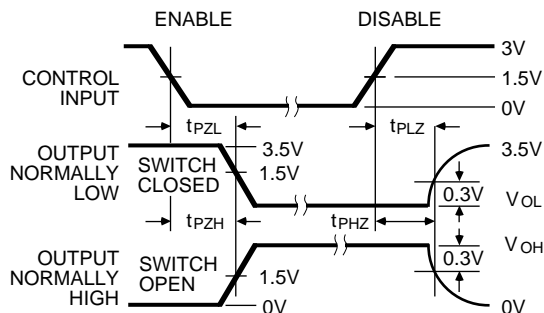 ENABLE DISABLE
3V
CONTROL INPUT 1.5V
0V
tPZL tPLZ
OUTPUT NORMALLY LOW SWITCH CLOSED 3.5V 3.5V
1.5V
0.3V VOL
tPZH tPHZ
VOH
0.3V
OUTPUT NORMALLY HIGH SWITCH OPEN 1.5V
0V 0V